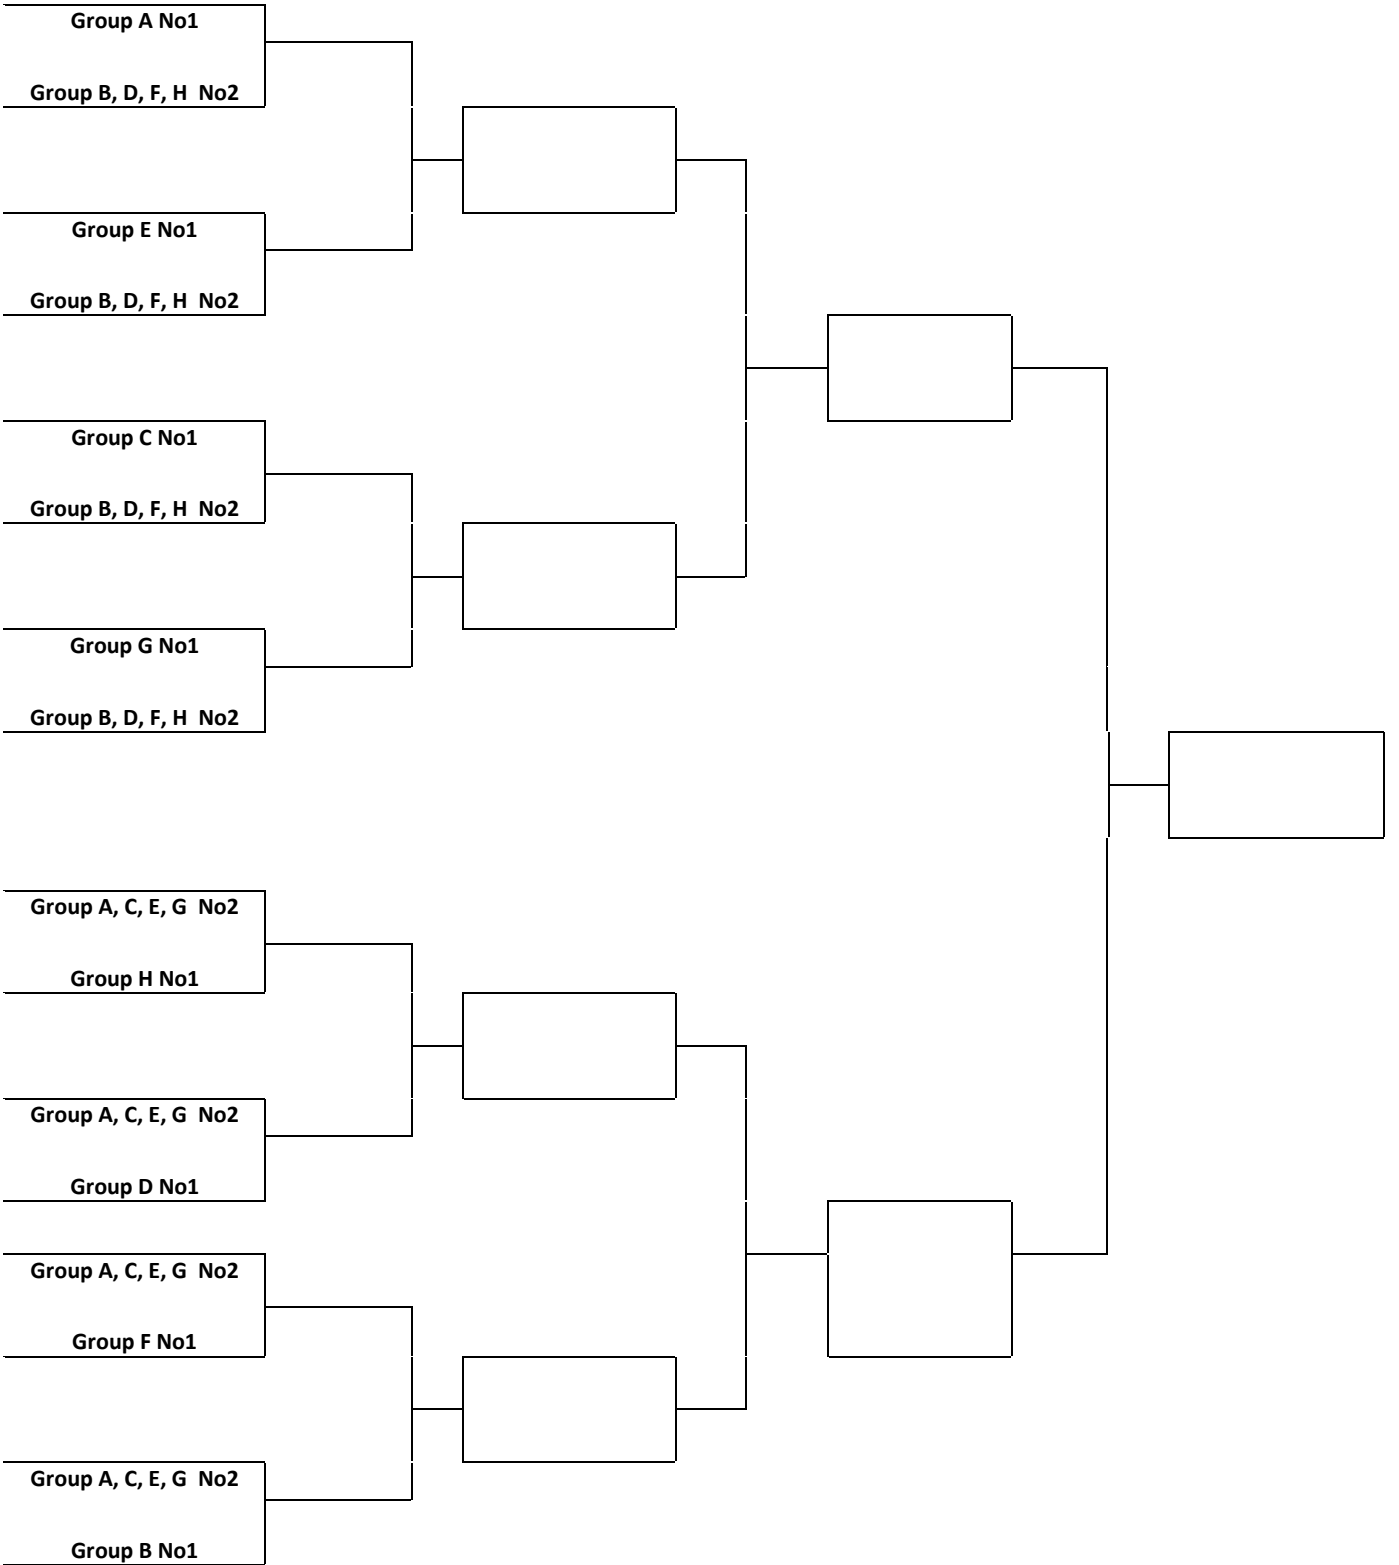 Group A No1
Group B, D, F, H  No2
Group E No1
Group B, D, F, H  No2
Group C No1
Group B, D, F, H  No2
Group G No1
Group B, D, F, H  No2
Group A, C, E, G  No2
Group H No1
Group A, C, E, G  No2
Group D No1
Group A, C, E, G  No2
Group F No1
Group A, C, E, G  No2
Group B No1